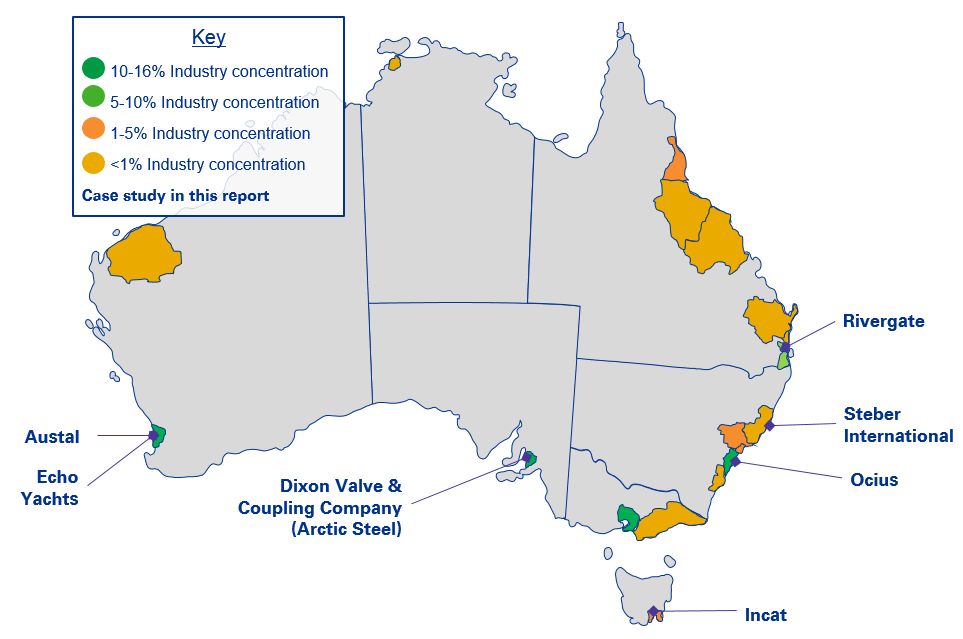 Key
10-16% Industry concentration
5-10% Industry concentration
1-5% Industry concentration
<1% Industry concentration
Case study in this report
Rivergate
Steber
International
Ocius
Austal
Echo
Yachts
Dixon Valve &
Coupling Company
(Arctic Steel)
Incat